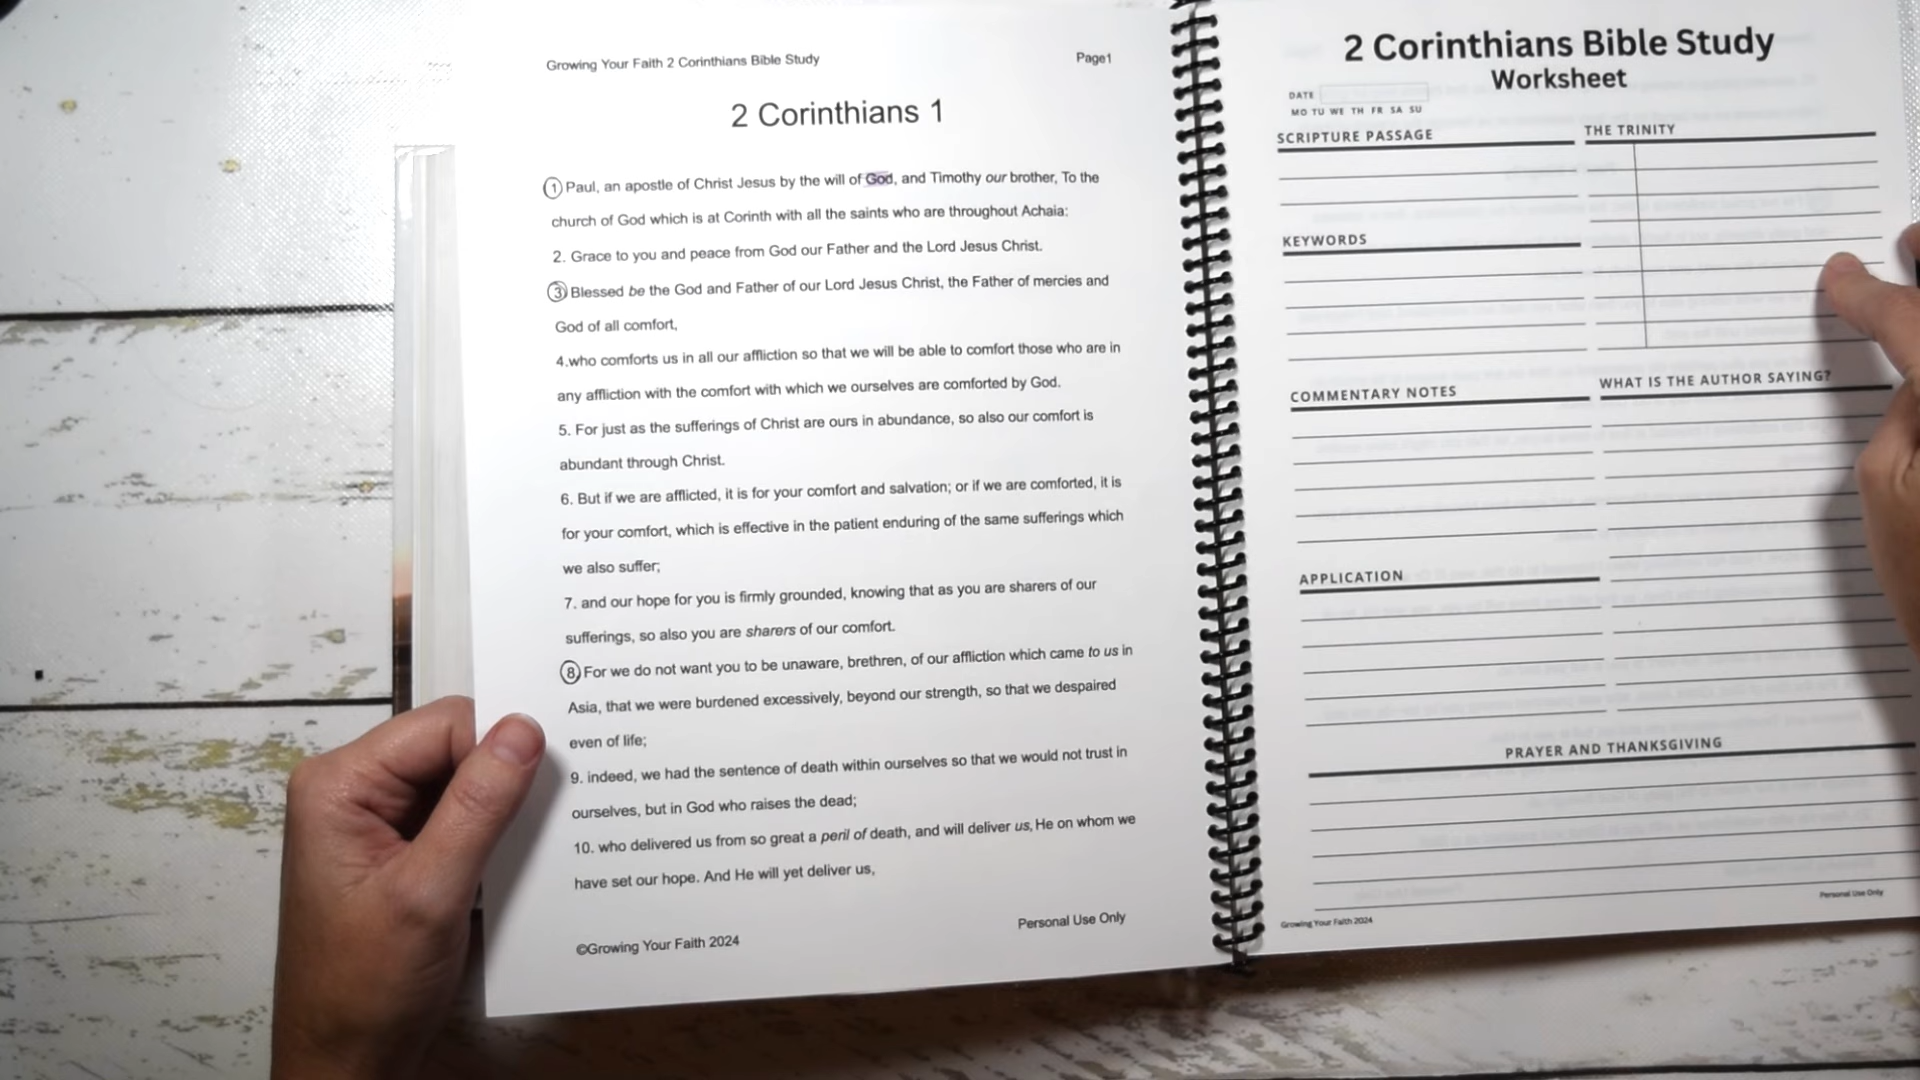 Growing Your Faith 2 Corinthians Bible Study
Page1
2 Corinthians 1
1 Paul, an apostle of Christ Jesus by the will of God, and Timothy our brother, To the
church of God which is at Corinth with all the saints who are throughout Achaia:
2. Grace to you and peace from God our Father and the Lord Jesus Christ.
3 Blessed be the God and Father of our Lord Jesus Christ, the Father of mercies and
God of all comfort,
4.who comforts us in all our affliction so that we will be able to comfort those who are in
any affliction with the comfort with which we ourselves are comforted by God.
5. For just as the sufferings of Christ are ours in abundance, so also our comfort is
abundant through Christ.
6. But if we are afflicted, it is for your comfort and salvation; or if we are comforted, it is
for your comfort, which is effective in the patient enduring of the same sufferings which
we also suffer;
7. and our hope for you is firmly grounded, knowing that as you are sharers of our
sufferings, so also you are sharers of our comfort.
8 For we do not want you to be unaware, brethren, of our affliction which came to us in
Asia, that we were burdened excessively, beyond our strength, so that we despaired
even of life;
9. indeed, we had the sentence of death within ourselves so that we would not trust in
ourselves, but in God who raises the dead;
10. who delivered us from so great a peril of death, and will deliver us, He on whom we
have set our hope. And He will yet deliver us,
Personal Use Only
©Growing Your Faith 2024
2 Corinthians Bible Study
Worksheet
DATE
MO TU WE TH FR SA SU
SCRIPTURE PASSAGE
THE TRINITY
KEYWORDS
COMMENTARY NOTES
WHAT IS THE AUTHOR SAYING?
APPLICATION
PRAYER AND THANKSGIVING
Personal Use Only
Growing Your Faith 2024